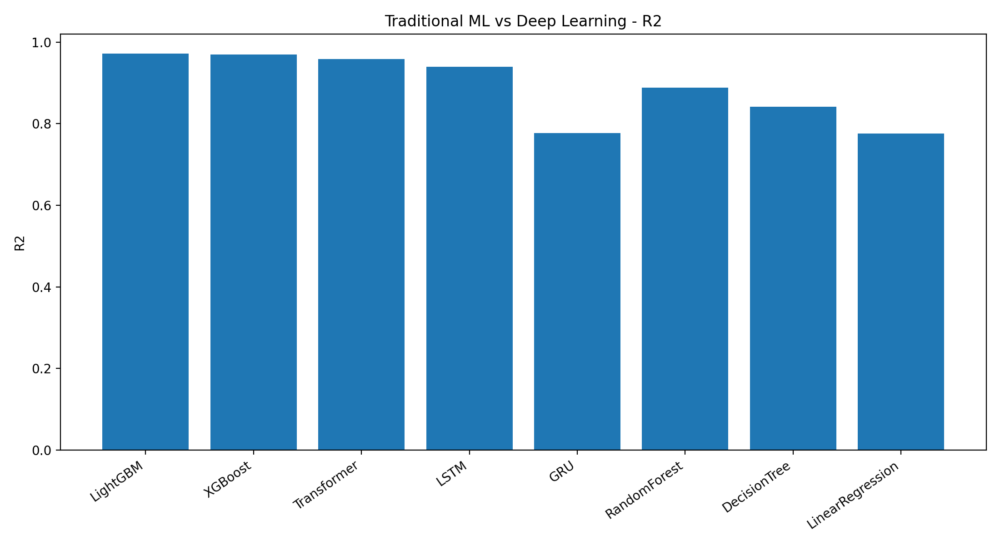 Traditional ML vs Deep Learning - R2
1.0
0.8
0.6
0.4
0.2
0.0
R2
LightGBM
XGBoost
Transformer
LSTM
GRU
RandomForest
DecisionTree
LinearRegression